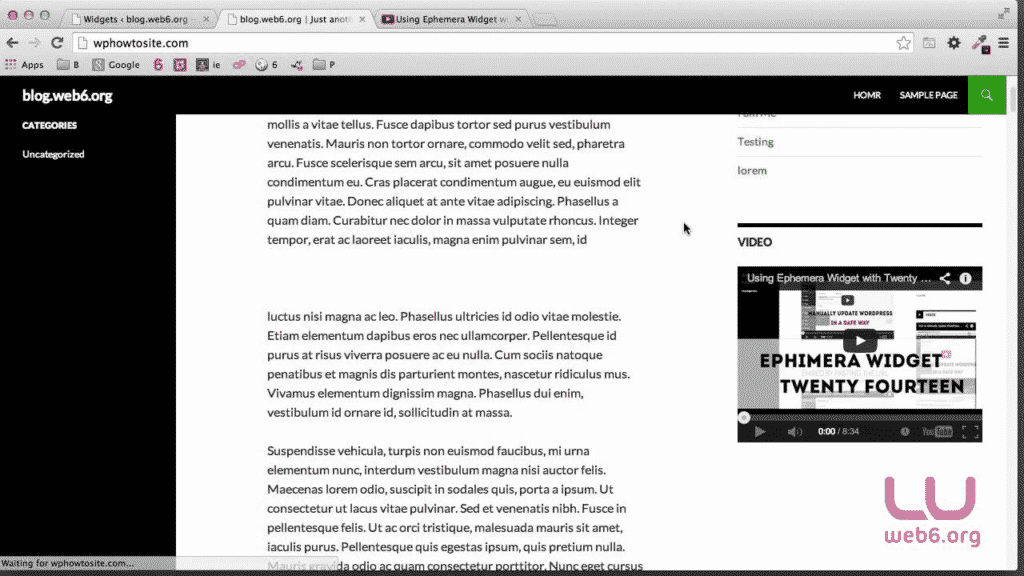 Widgets ‹ blog.web6.org –
blog.web6.org | Just anoth
Using Ephemera Widget w
wphowtosite.com
Apps
B
Google
6
ie
6
P
blog.web6.org
HOMR
SAMPLE PAGE
CATEGORIES
Uncategorized
mollis a vitae tellus. Fusce dapibus tortor sed purus vestibulum
venenatis. Mauris non tortor ornare, commodo velit sed, pharetra
arcu. Fusce scelerisque sem arcu, sit amet posuere nulla
condimentum eu. Cras placerat condimentum augue, eu euismod elit
pulvinar vitae. Donec aliquet at ante vitae adipiscing. Phasellus a
quam diam. Curabitur nec dolor in massa vulputate rhoncus. Integer
tempor, erat ac laoreet iaculis, magna enim pulvinar sem, id
luctus nisi magna ac leo. Phasellus ultricies id odio vitae molestie.
Etiam elementum dapibus eros nec ullamcorper. Pellentesque id
purus at risus viverra posuere ac eu nulla. Cum sociis natoque
penatibus et magnis dis parturient montes, nascetur ridiculus mus.
Vivamus elementum dignissim magna. Phasellus dui enim,
vestibulum id ornare id, sollicitudin at massa.
Suspendisse vehicula, turpis non euismod faucibus, mi urna
elementum nunc, interdum vestibulum magna nisi auctor felis.
Maecenas lorem odio, suscipit in sodales quis, porta a ipsum. Ut
consectetur ut lacus vitae pulvinar. Sed et venenatis nibh. Fusce in
pellentesque felis. Ut ac orci tristique, malesuada mauris sit amet,
iaculis purus. Pellentesque quis egestas ipsum, quis pretium nulla.
Mauris gravida odio ac quam consectetur porttitor. Nunc eget cursus
Testing
lorem
VIDEO
Using Ephemera Widget with Twenty ...
MANUALLY UPDATE WORDPRESS
IN A SAFE WAY
EPHIMERA WIDGET
TWENTY FOURTEEN
0:00 / 8:34
YouTube
web6.org
Waiting for wphowtosite.com...